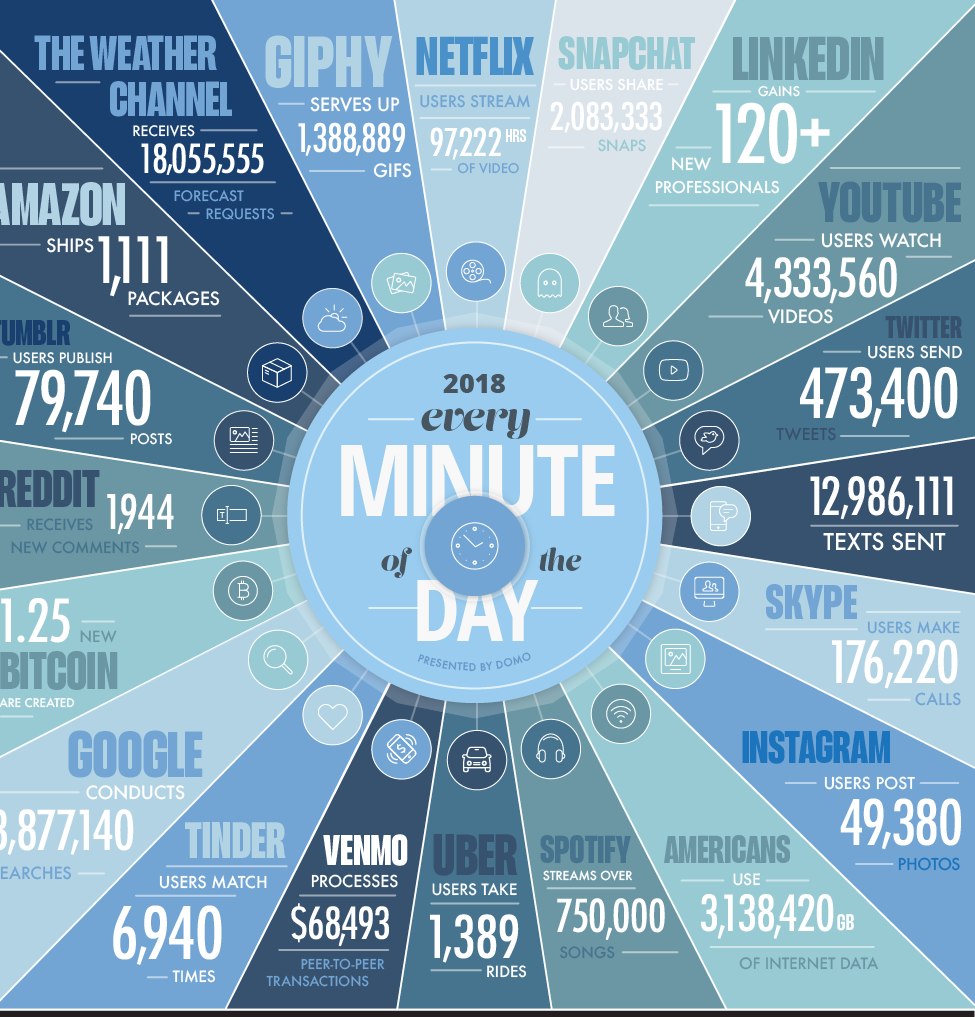 THE WEATHER
CHANNEL
RECEIVES
18,055,555
FORECAST
REQUESTS
GIPHY
SERVES UP
1,388,889
GIFS
NETFLIX
USERS STREAM
97,222 HRS
OF VIDEO
SNAPCHAT
USERS SHARE
2,083,333
SNAPS
LINKEDIN
GAINS
120+
NEW
PROFESSIONALS
YOUTUBE
USERS WATCH
4,333,560
VIDEOS
TWITTER
USERS SEND
473,400
TWEETS
12,986,111
TEXTS SENT
SKYPE
USERS MAKE
176,220
CALLS
INSTAGRAM
USERS POST
49,380
PHOTOS
AMERICANS
USE
3,138,420 GB
OF INTERNET DATA
SPOTIFY
STREAMS OVER
750,000
SONGS
UBER
USERS TAKE
1,389
RIDES
VENMO
PROCESSES
$68,493
PEER-TO-PEER
TRANSACTIONS
TINDER
USERS MATCH
6,940
TIMES
GOOGLE
CONDUCTS
3,877,140
EARCHES
1.25 NEW
BITCOIN
ARE CREATED
REDDIT
RECEIVES 1944
NEW COMMENTS
TUMBLR
USERS PUBLISH
79,740
POSTS
AMAZON
SHIPS 1,111
PACKAGES
2018
every
MINUTE
of the
DAY
PRESENTED BY DOMO